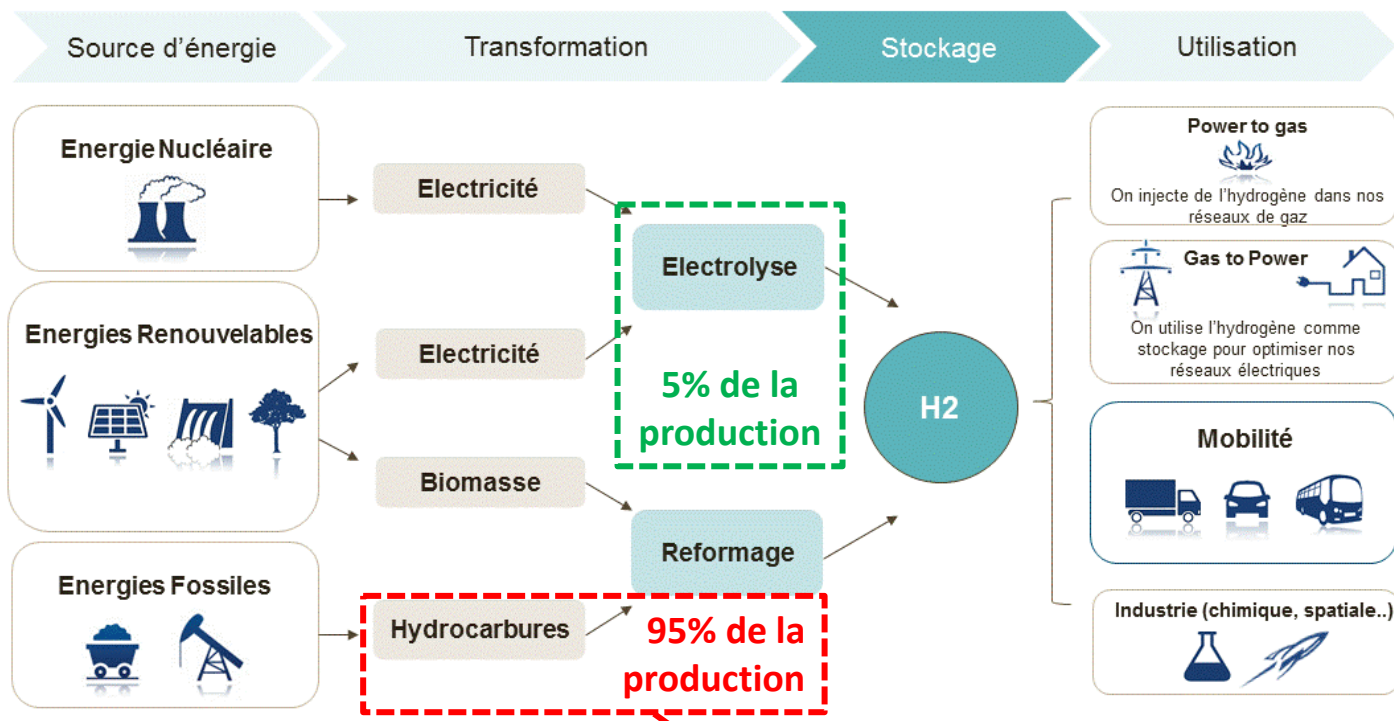 Source d'énergie
Transformation
Stockage
Utilisation
Energie Nucléaire
Electricité
Electrolyse
5% de la
production
Energies Renouvelables
Electricité
Biomasse
Reformage
Energies Fossiles
Hydrocarbures
95% de la
production
H2
Power to gas
On injecte de l'hydrogène dans nos
réseaux de gaz
Gas to Power
On utilise l'hydrogène comme
stockage pour optimiser nos
réseaux électriques
Mobilité
Industrie (chimique, spatiale..)